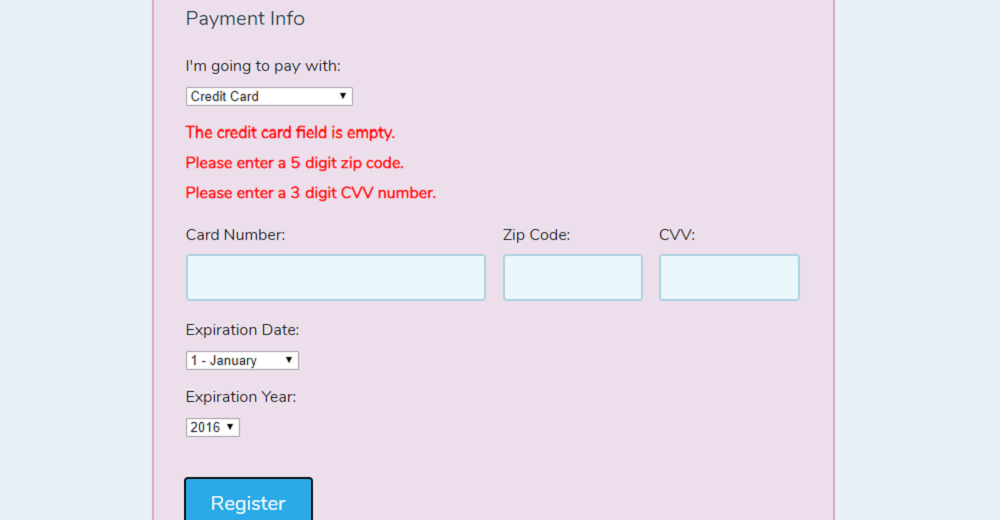 Payment Info
I'm going to pay with:
Credit Card
The credit card field is empty.
Please enter a 5 digit zip code.
Please enter a 3 digit CVV number.
Card Number: Zip Code: CVV:
Expiration Date:
1 - January
Expiration Year:
2016
Register